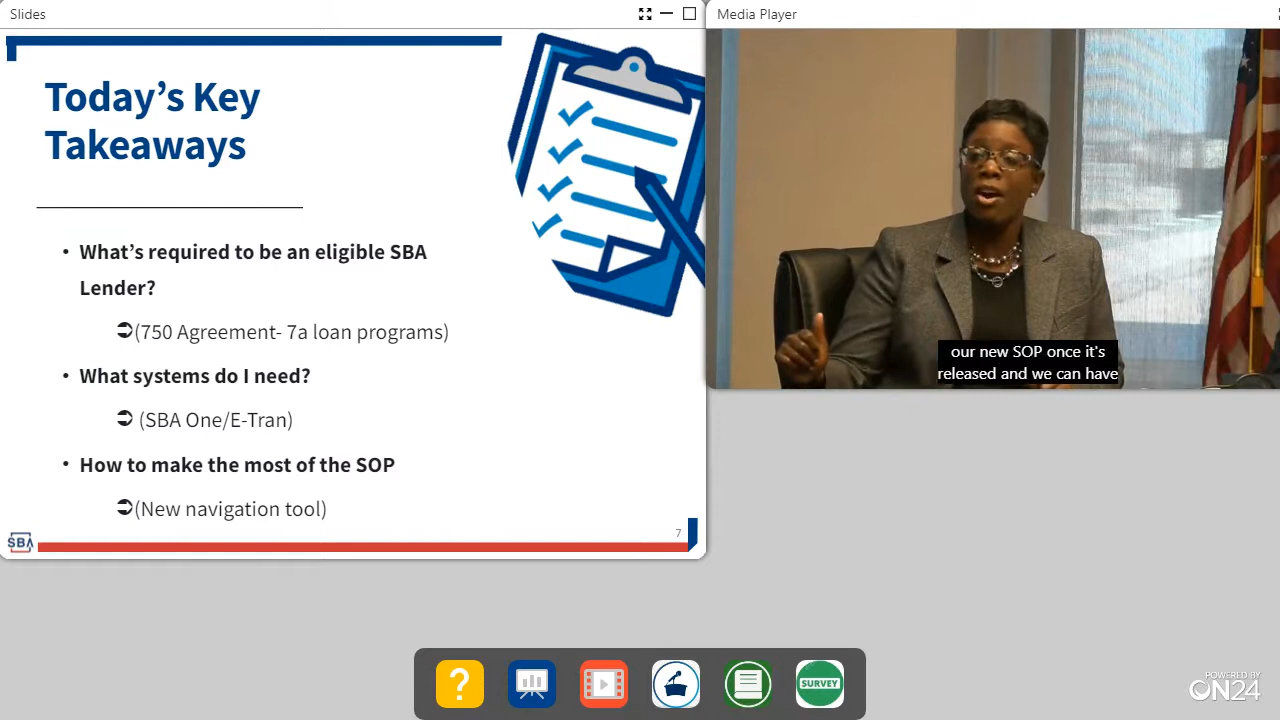 Slides
Media Player
Today’s Key
Takeaways
• What’s required to be an eligible SBA
Lender?
➲(750 Agreement- 7a loan programs)
• What systems do I need?
➲ (SBA One/E-Tran)
• How to make the most of the SOP
➲(New navigation tool)
7
SBA
our new SOP once it's
released and we can have
?
SURVEY
POWERED BY
ON24